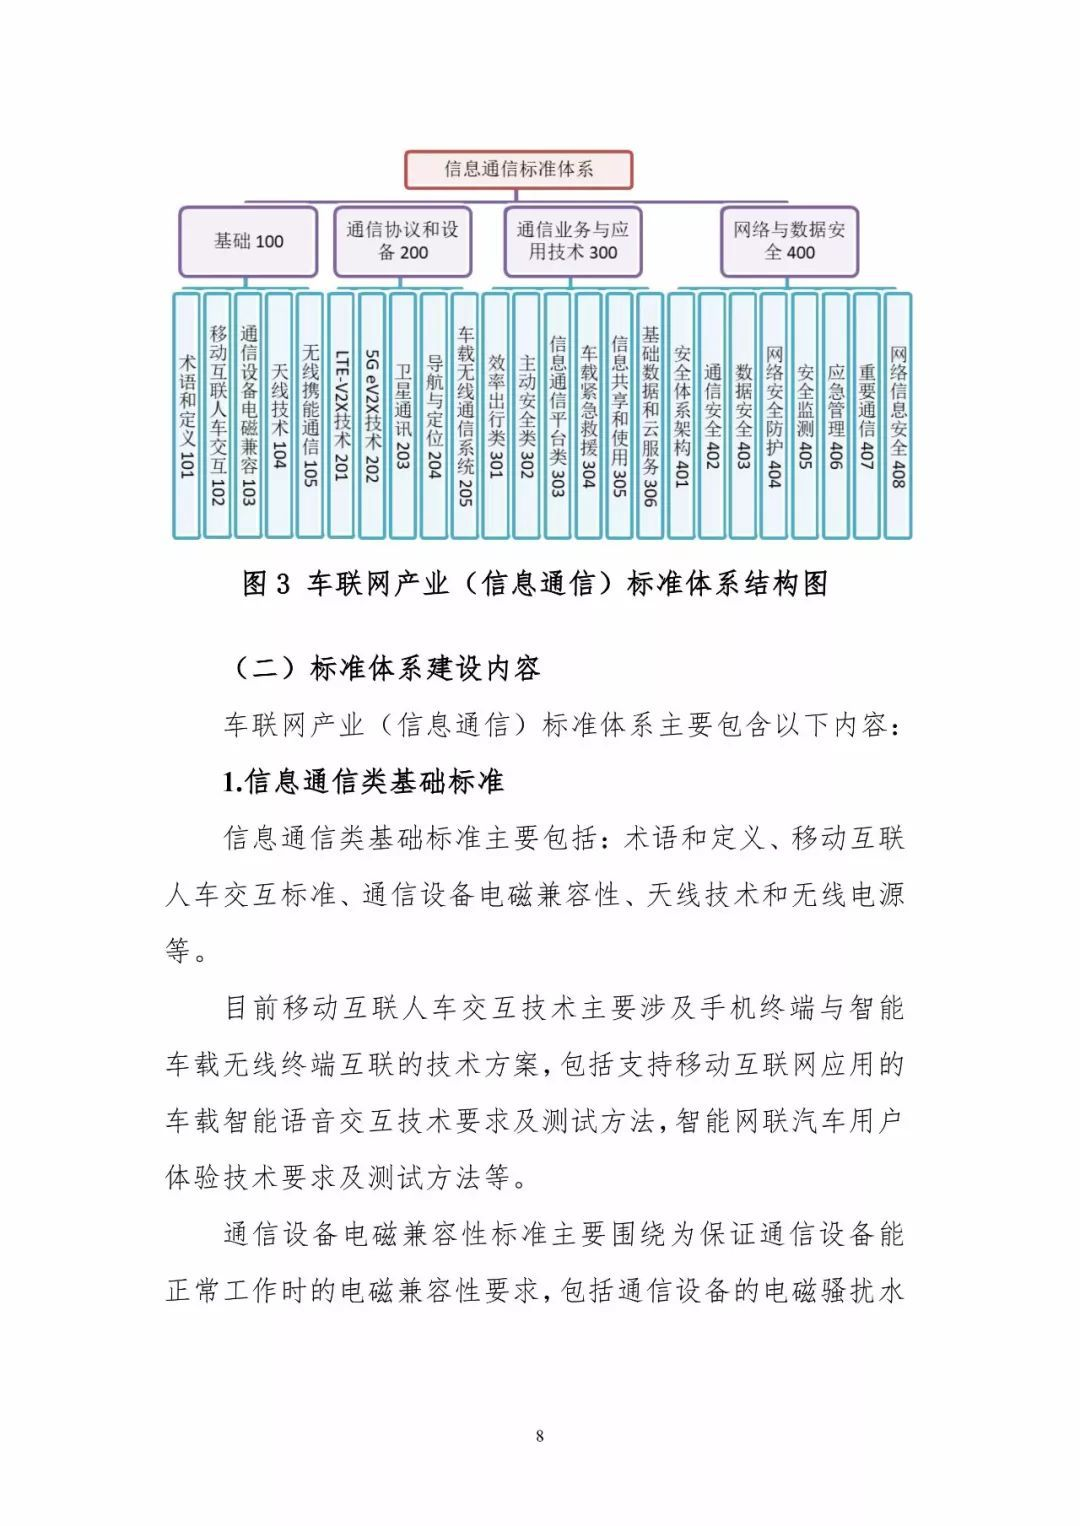 信息通信标准体系
基础 100
通信协议和设
备 200
通信业务与应
用技术 300
网络与数据安
全 400
术语和定义 101
移动互联人车交互 102
通信设备电磁兼容 103
天线技术 104
无线携能通信 105
LTE-V2X技术 201
5G eV2X技术 202
卫星通讯 203
导航与定位 204
车载无线通信系统 205
效率出行类 301
主动安全类 302
信息通信平台类 303
车载紧急救援 304
信息共享和使用 305
基础数据和云服务 306
安全体系架构 401
通信安全 402
数据安全 403
网络安全防护 404
安全监测 405
应急管理 406
重要通信 407
网络信息安全 408
图 3 车联网产业（信息通信）标准体系结构图
（二）标准体系建设内容
车联网产业（信息通信）标准体系主要包含以下内容：
1.信息通信类基础标准
信息通信类基础标准主要包括：术语和定义、移动互联
人车交互标准、通信设备电磁兼容性、天线技术和无线电源
等。
目前移动互联人车交互技术主要涉及手机终端与智能
车载无线终端互联的技术方案，包括支持移动互联网应用的
车载智能语音交互技术要求及测试方法，智能网联汽车用户
体验技术要求及测试方法等。
通信设备电磁兼容性标准主要围绕为保证通信设备能
正常工作时的电磁兼容性要求，包括通信设备的电磁骚扰水
8